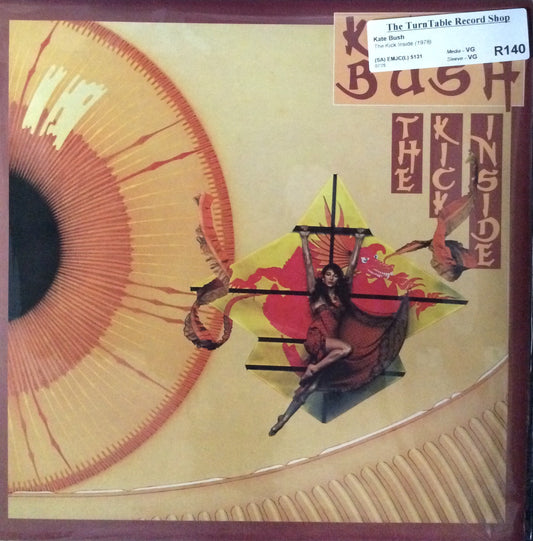 The TurnTable Record Shop
Kate Bush
The Kick Inside (1978)
(SA) EMJC(L) 5131
Media - VG
Sleeve - VG
R140
BUSH
THE
KICK
INSIDE